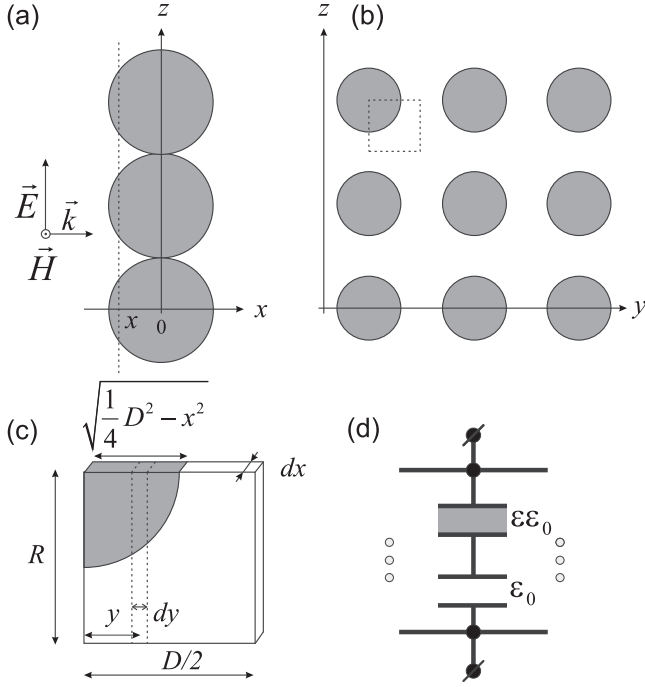 (a)
z
(b)
z
E⃗
k⃗
H⃗
x
0
x
y
√(1/4 D² − x²)
(c)
dx
(d)
R
εε₀
ε₀
y
dy
D/2